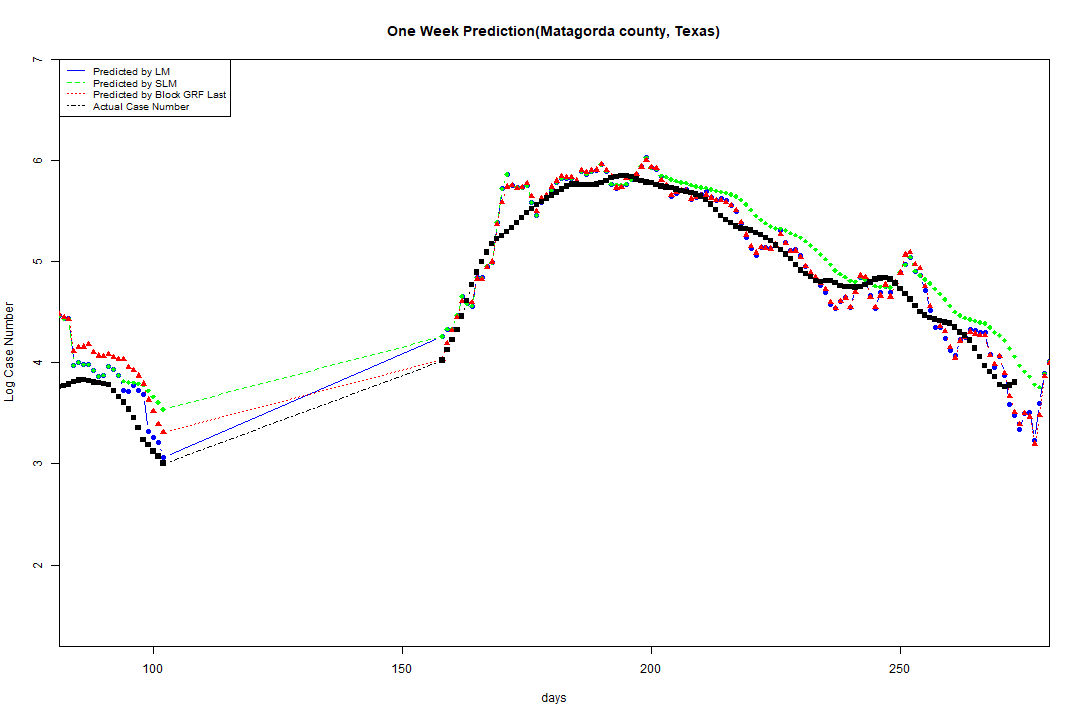 One Week Prediction(Matagorda county, Texas)
Predicted by LM
Predicted by SLM
Predicted by Block GRF Last
Actual Case Number
7
6
5
4
3
2
Log Case Number
100 150 200 250
days